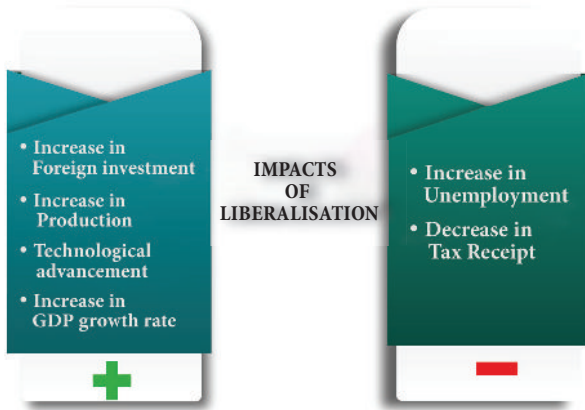 • Increase in
Foreign investment
• Increase in
Production
• Technological
advancement
• Increase in
GDP growth rate
IMPACTS
OF
LIBERALISATION
• Increase in
Unemployment
• Decrease in
Tax Receipt